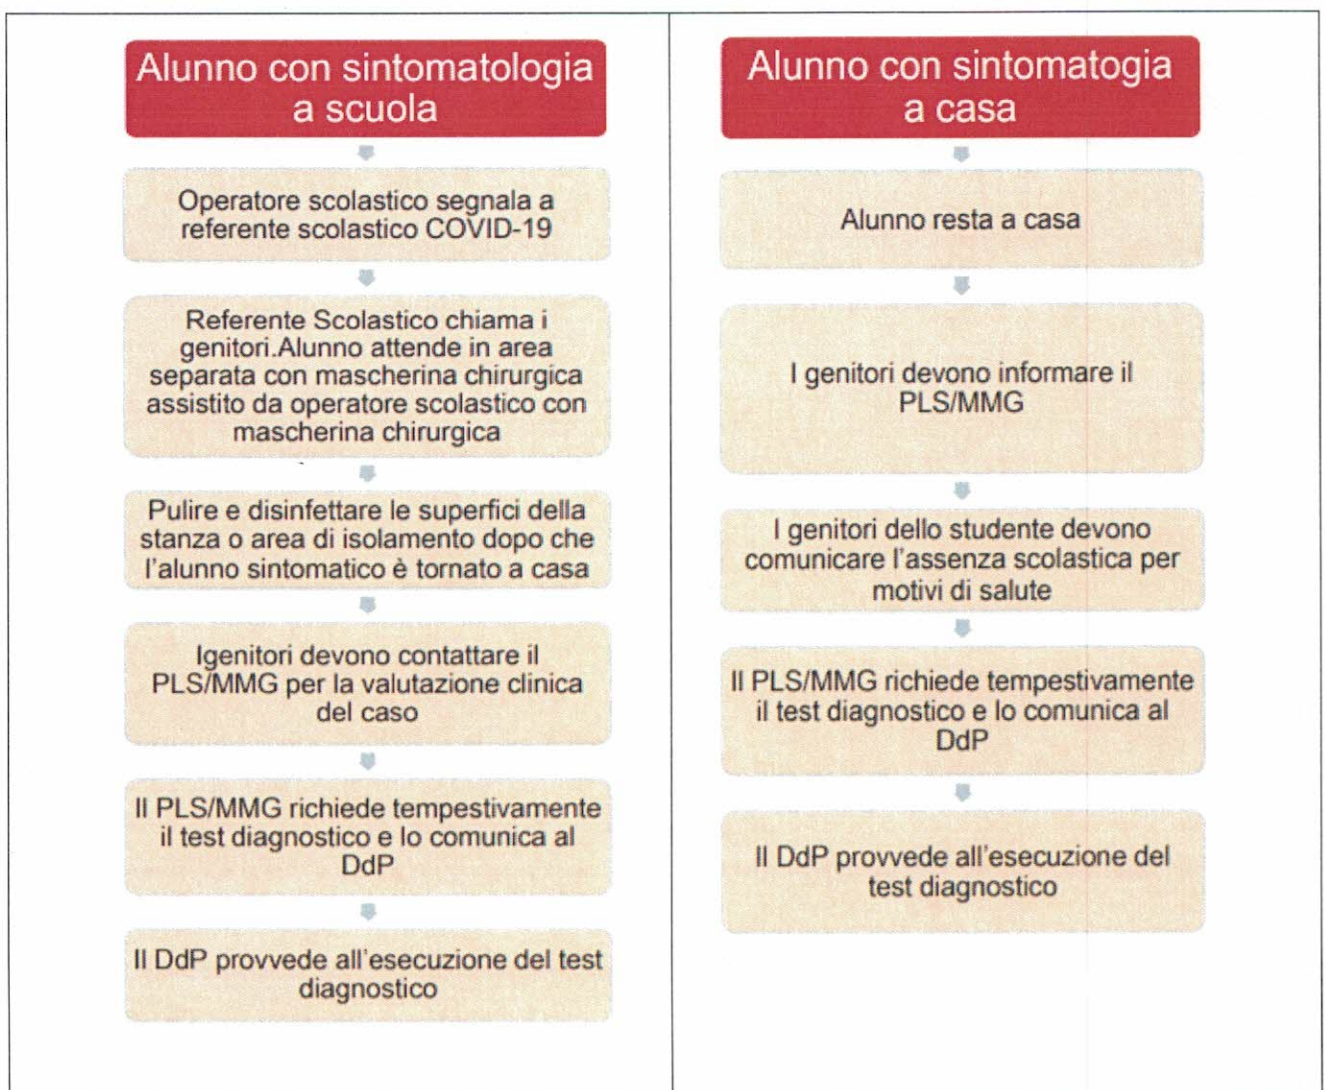 Alunno con sintomatologia
a scuola
Operatore scolastico segnala a
referente scolastico COVID-19
Referente Scolastico chiama i
genitori.Alunno attende in area
separata con mascherina chirurgica
assistito da operatore scolastico con
mascherina chirurgica
Pulire e disinfettare le superfici della
stanza o area di isolamento dopo che
l'alunno sintomatico è tornato a casa
Igenitori devono contattare il
PLS/MMG per la valutazione clinica
del caso
Il PLS/MMG richiede tempestivamente
il test diagnostico e lo comunica al
DdP
Il DdP provvede all'esecuzione del test
diagnostico
Alunno con sintomatogia
a casa
Alunno resta a casa
I genitori devono informare il
PLS/MMG
I genitori dello studente devono
comunicare l'assenza scolastica per
motivi di salute
Il PLS/MMG richiede tempestivamente
il test diagnostico e lo comunica al
DdP
Il DdP provvede all'esecuzione del
test diagnostico